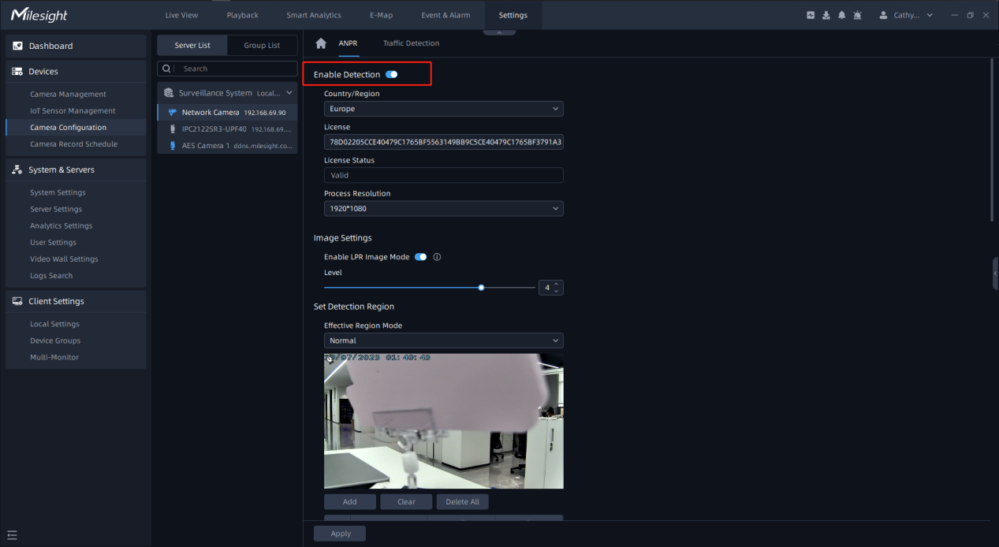 Milesight
Live View
Playback
Smart Analytics
E-Map
Event & Alarm
Settings
Cathy...
Dashboard
Devices
Camera Management
IoT Sensor Management
Camera Configuration
Camera Record Schedule
System & Servers
System Settings
Server Settings
Analytics Settings
User Settings
Video Wall Settings
Logs Search
Client Settings
Local Settings
Device Groups
Multi-Monitor
Server List
Group List
Search
Surveillance System Local...
Network Camera 192.168.69.90
IPC2122SR3-UPF40 192.168.69....
AES Camera 1 ddns.milesight.co...
ANPR
Traffic Detection
Enable Detection
Country/Region
Europe
License
78D02205CCE40479C1765BF5563149BB9C5CE40479C1765BF3791A3
License Status
Valid
Process Resolution
1920*1080
Image Settings
Enable LPR Image Mode
Level
4
Set Detection Region
Effective Region Mode
Normal
/07/2023 01:40:43
Add
Clear
Delete All
Apply